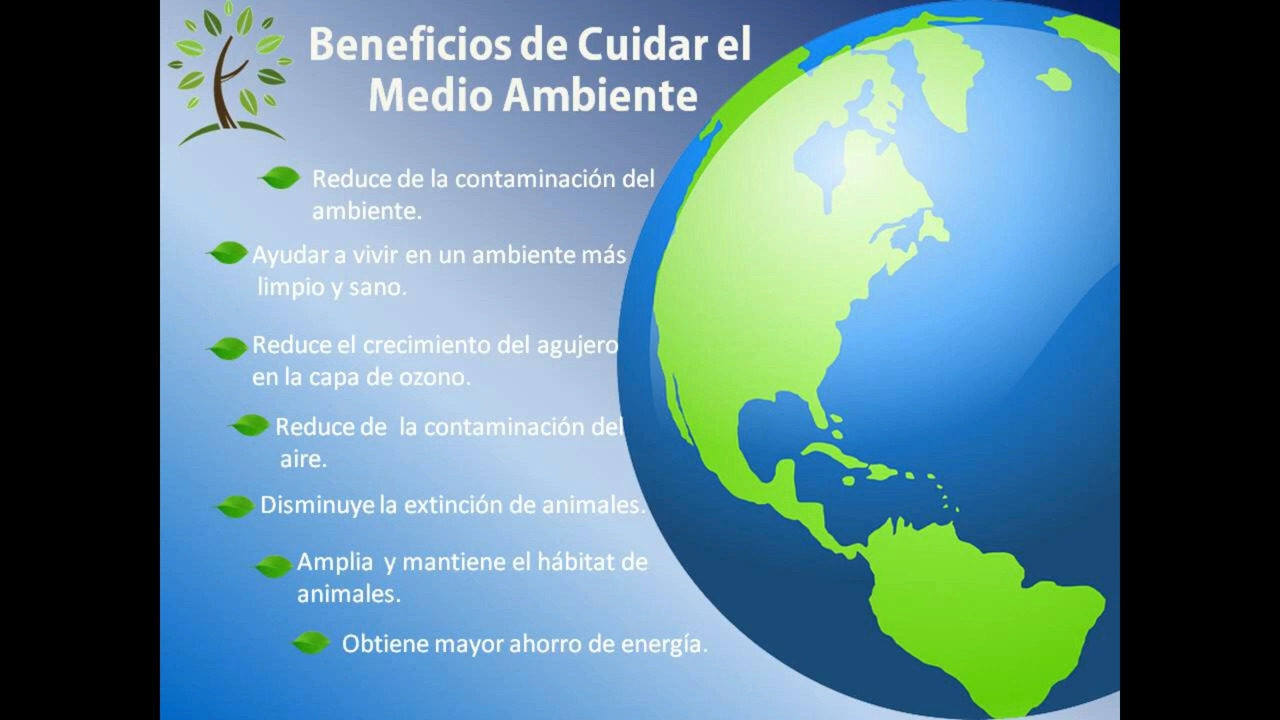 Beneficios de Cuidar el
Medio Ambiente
Reduce de la contaminación del
ambiente.
Ayudar a vivir en un ambiente más
limpio y sano.
Reduce el crecimiento del agujero
en la capa de ozono.
Reduce de la contaminación del
aire.
Disminuye la extinción de animales.
Amplia y mantiene el hábitat de
animales.
Obtiene mayor ahorro de energía.